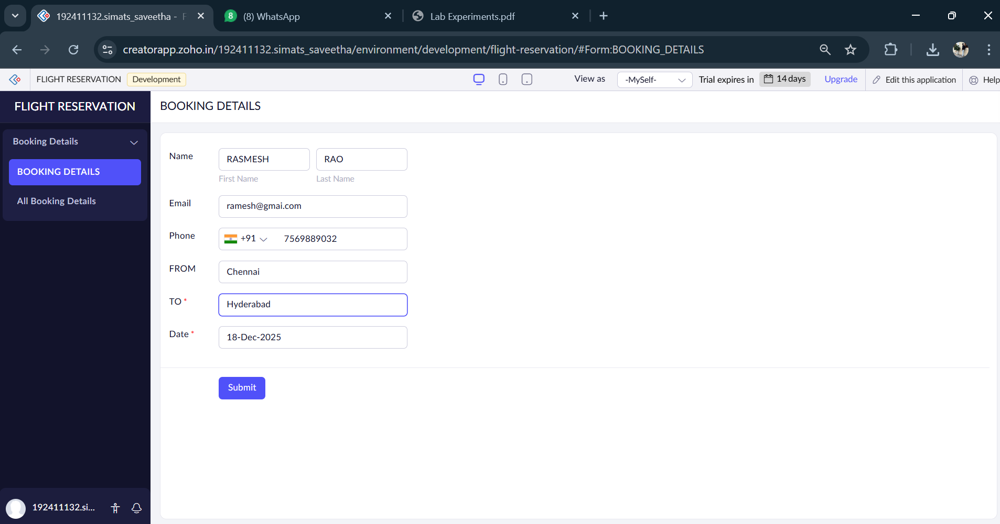 192411132.simats_saveetha - F
8 (8) WhatsApp
Lab Experiments.pdf
creatorapp.zoho.in/192411132.simats_saveetha/environment/development/flight-reservation/#Form:BOOKING_DETAILS
FLIGHT RESERVATION Development View as -MySelf- Trial expires in 14 days Upgrade Edit this application Help
FLIGHT RESERVATION
Booking Details
BOOKING DETAILS
All Booking Details
192411132.si...
BOOKING DETAILS
Name RASMESH RAO
First Name Last Name
Email ramesh@gmai.com
Phone +91 7569889032
FROM Chennai
TO * Hyderabad
Date * 18-Dec-2025
Submit